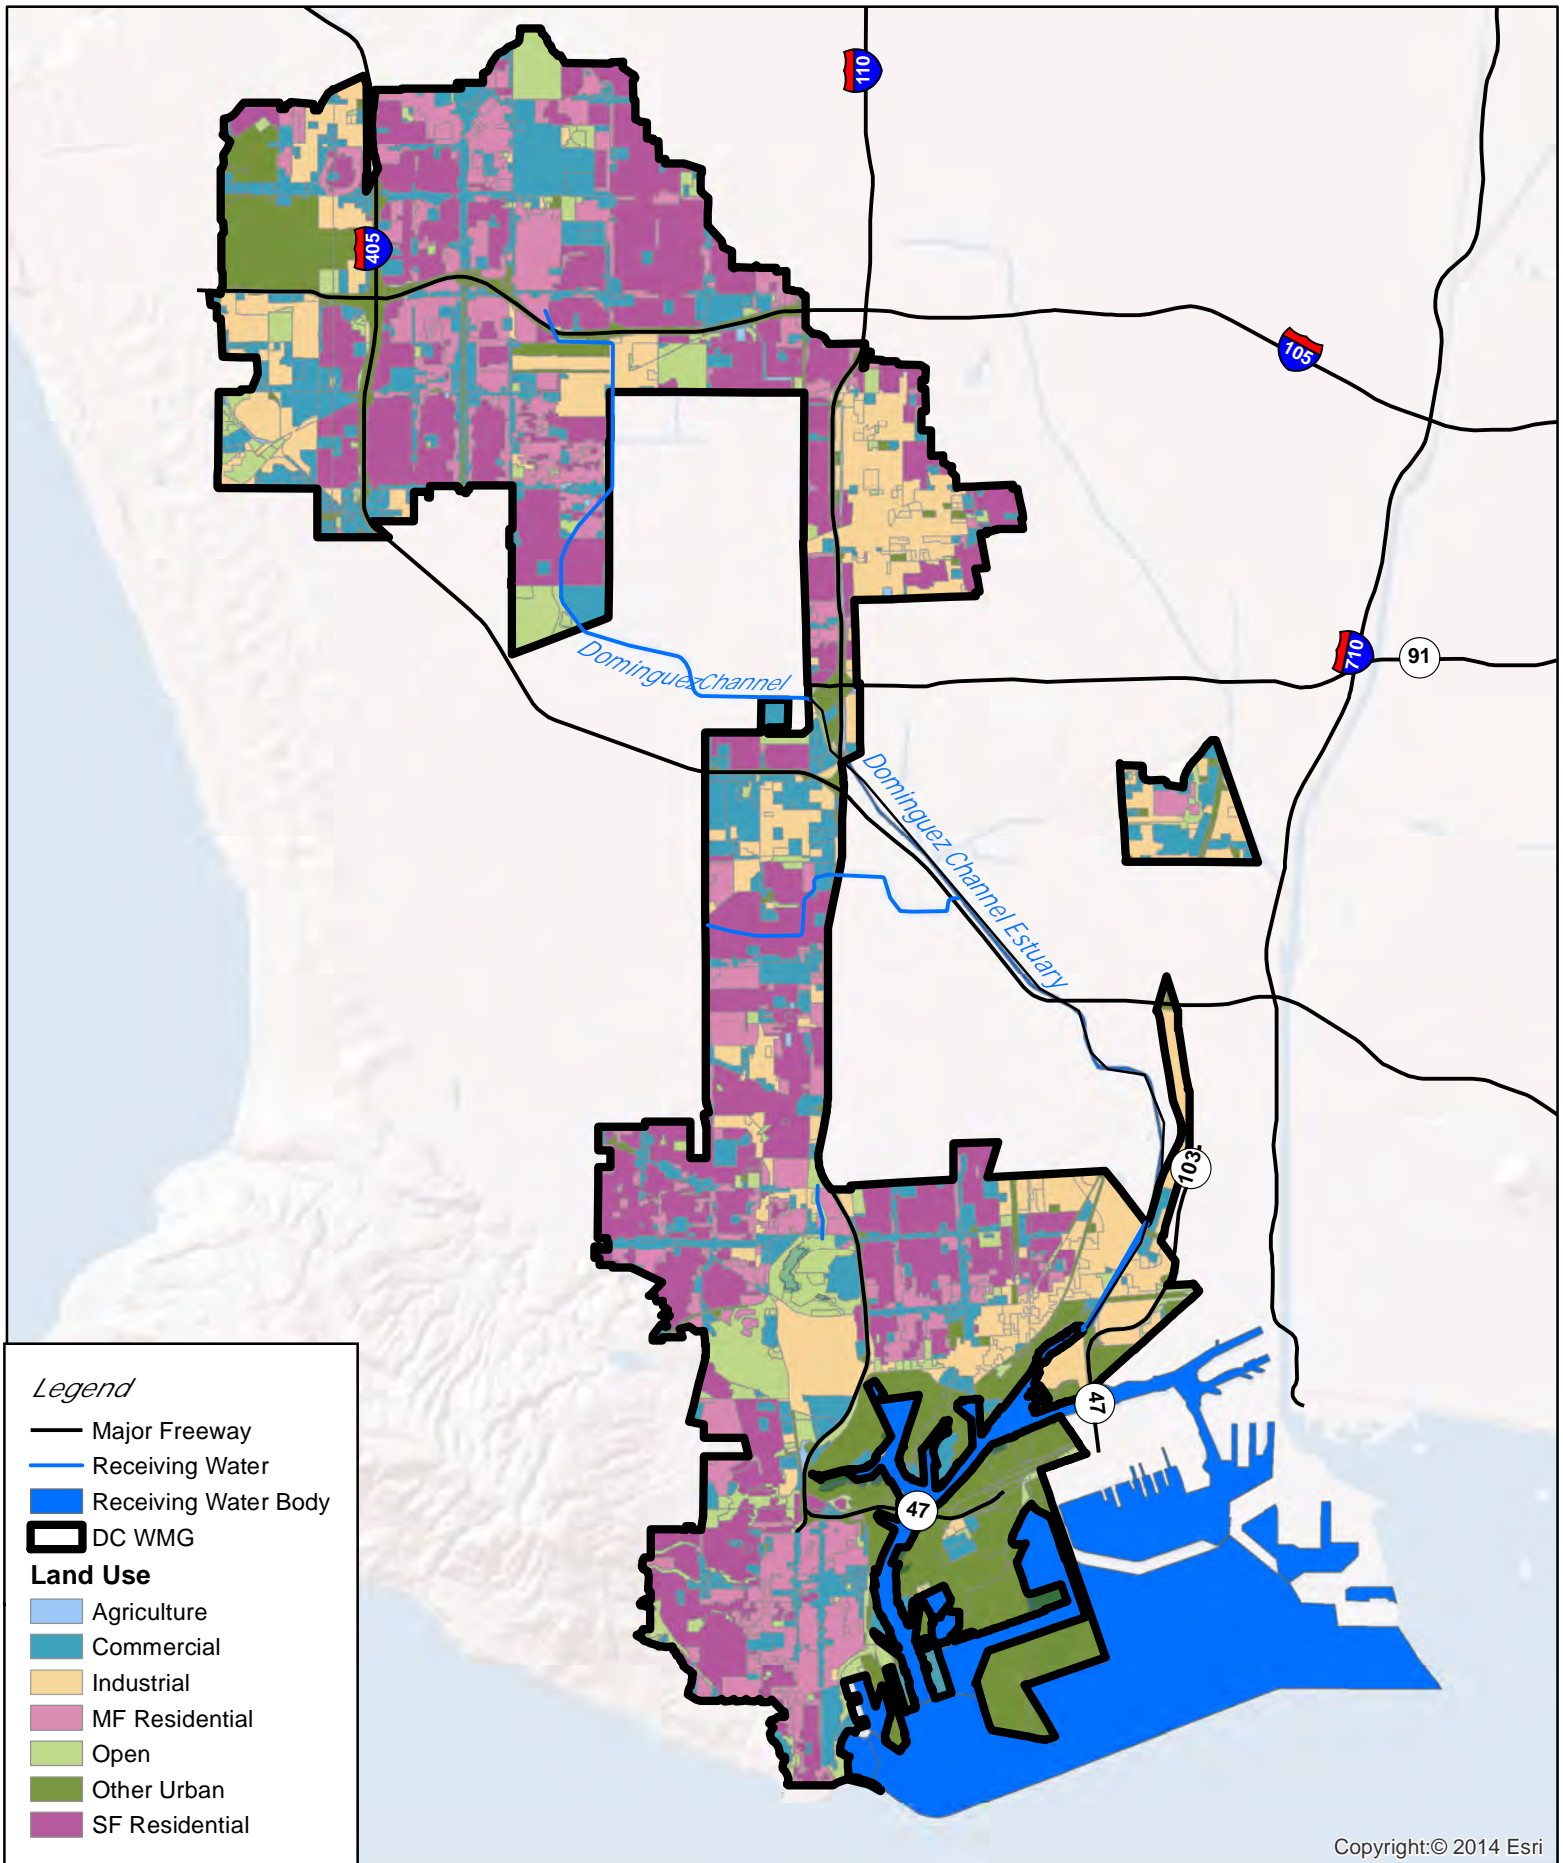 110
405
105
710
91
Dominguez Channel
Dominguez Channel Estuary
103
47
47
Legend
Major Freeway
Receiving Water
Receiving Water Body
DC WMG
Land Use
Agriculture
Commercial
Industrial
MF Residential
Open
Other Urban
SF Residential
Copyright:© 2014 Esri